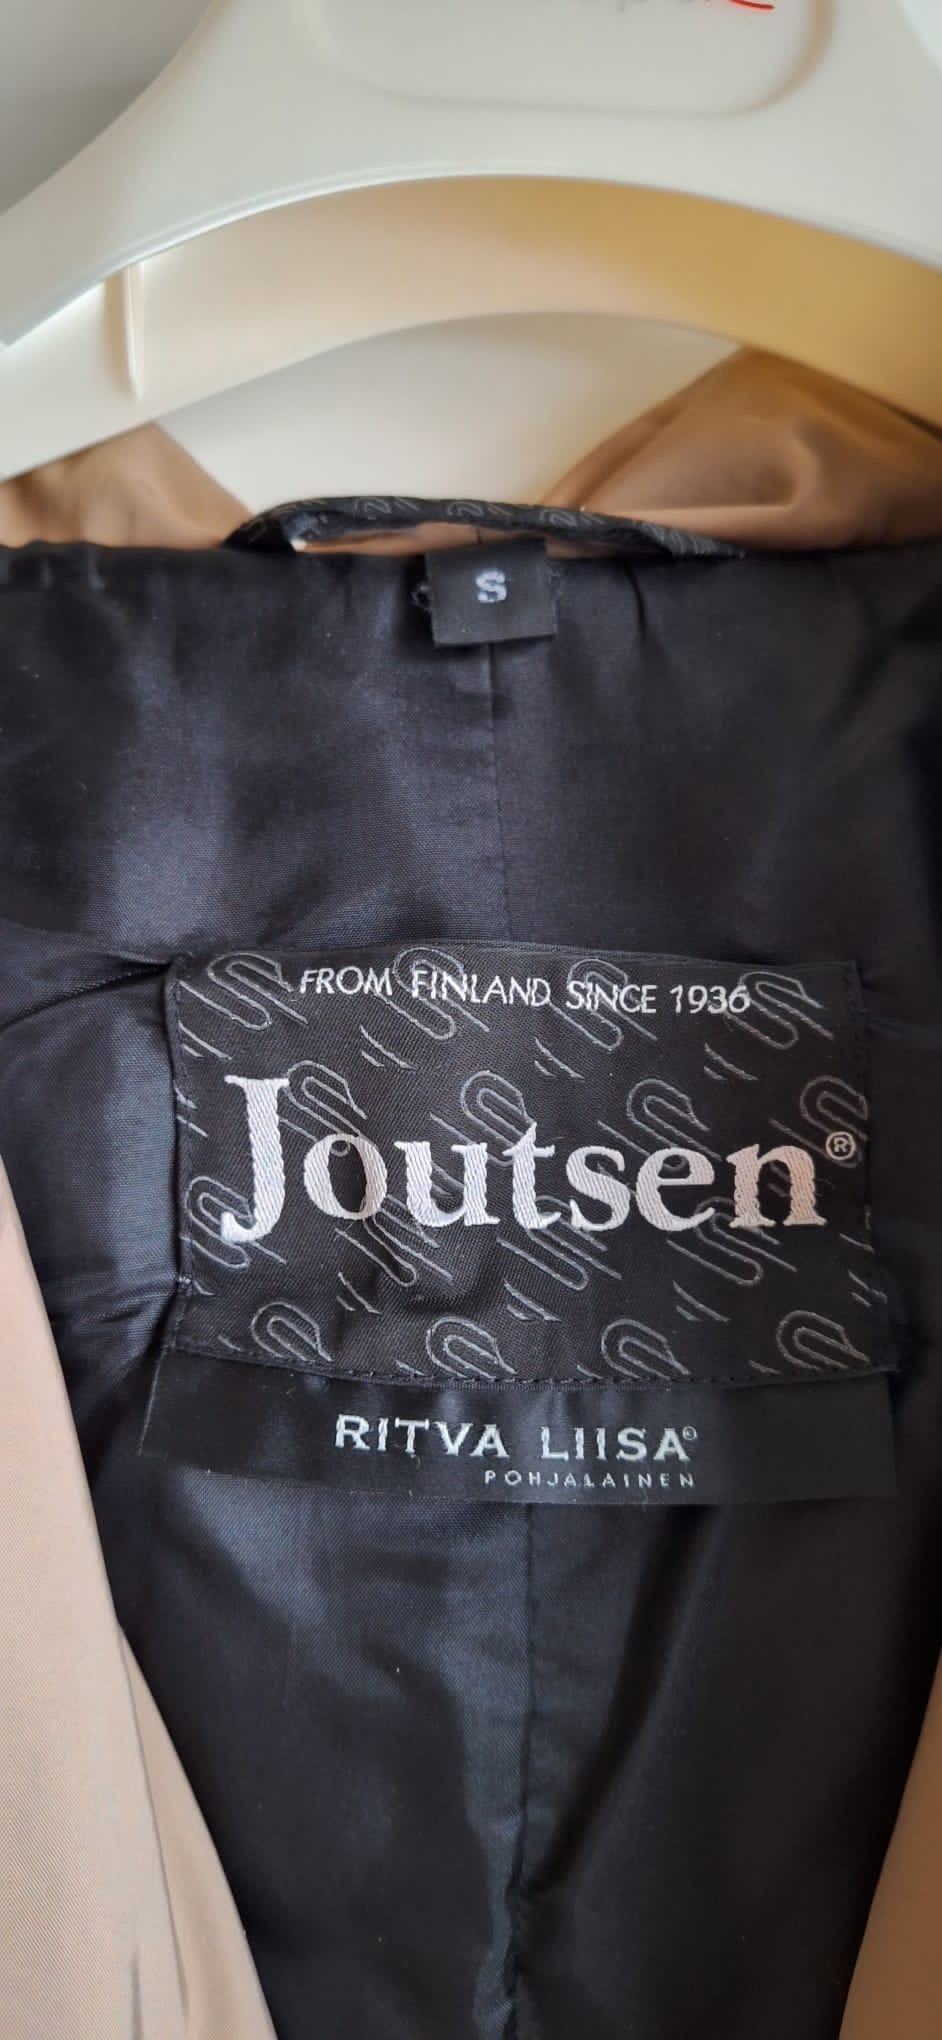 S
FROM FINLAND SINCE 1936
Joutsen®
RITVA LIISA®
POHJALAINEN